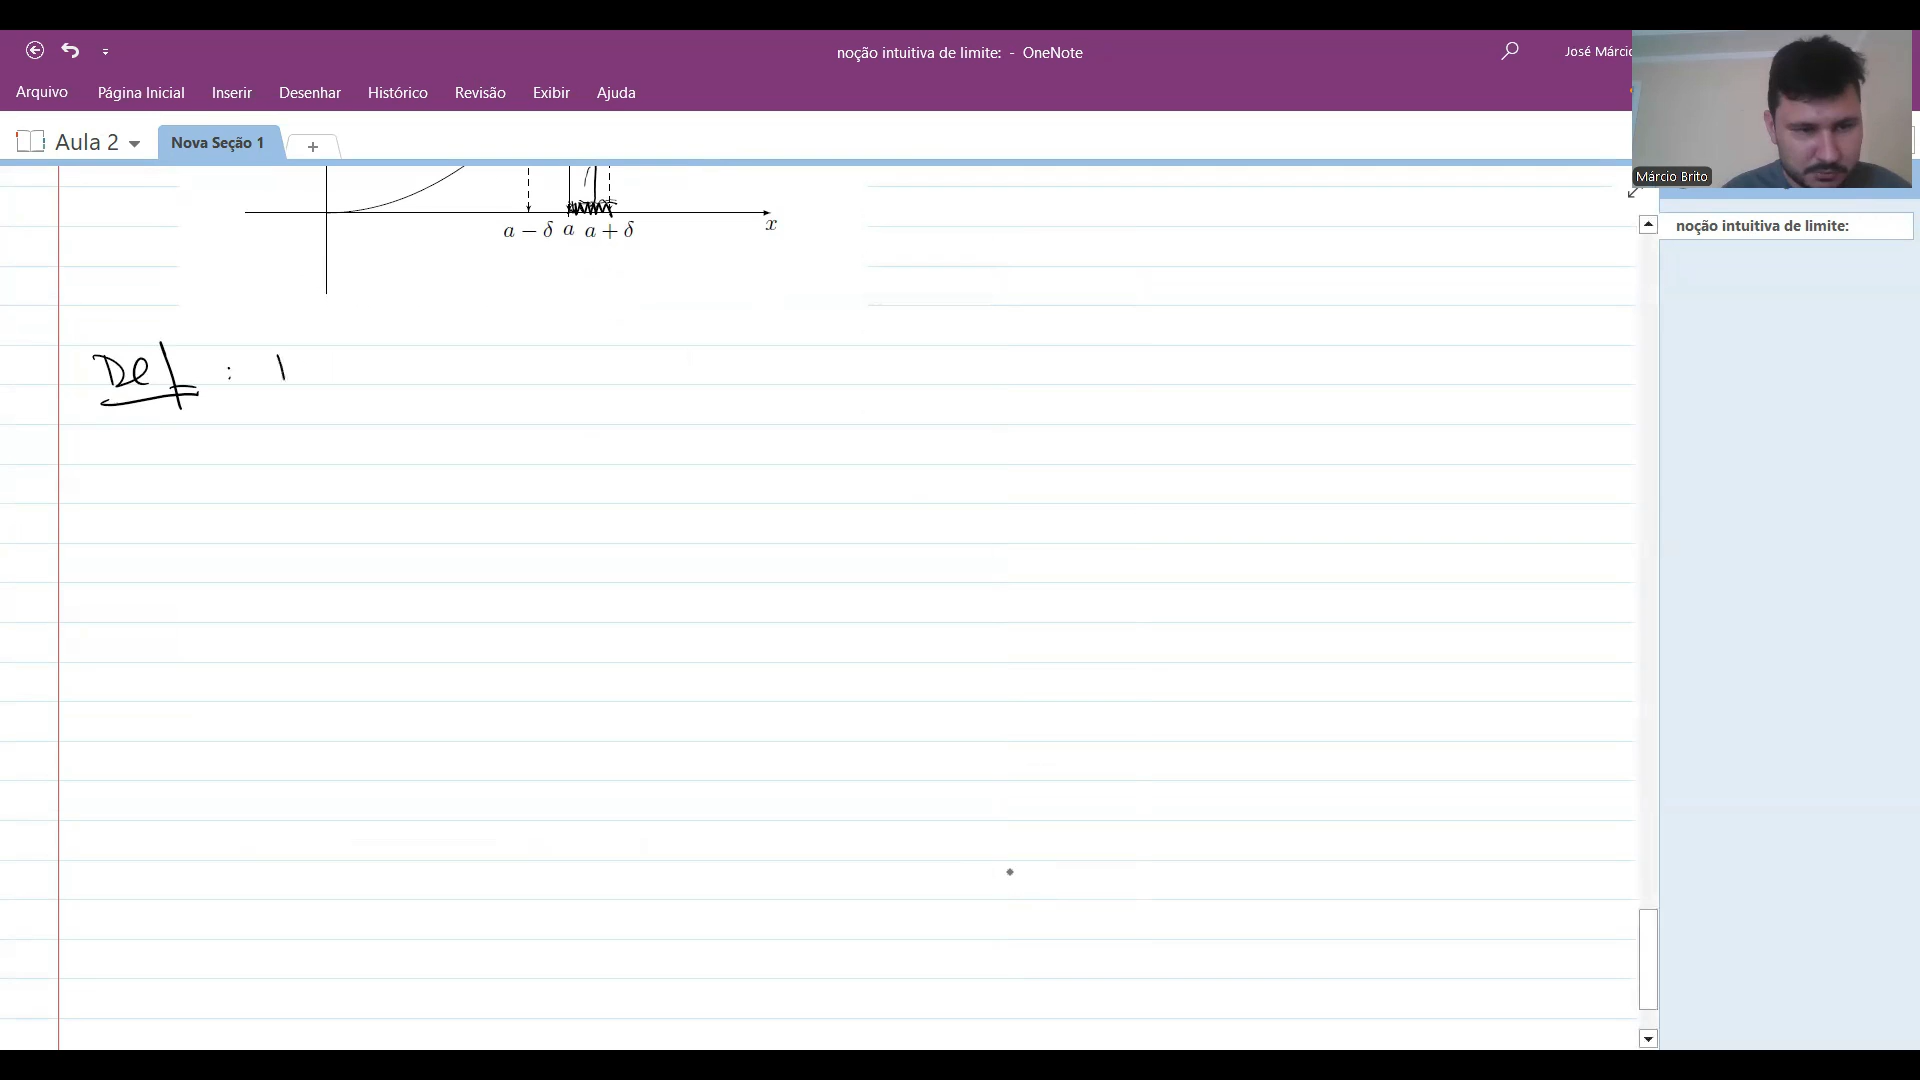 noção intuitiva de limite: - OneNote
José Márcio
Arquivo Página Inicial Inserir Desenhar Histórico Revisão Exibir Ajuda
Aula 2 Nova Seção 1 +
Márcio Brito
noção intuitiva de limite:
a − δ a a + δ x
Def :